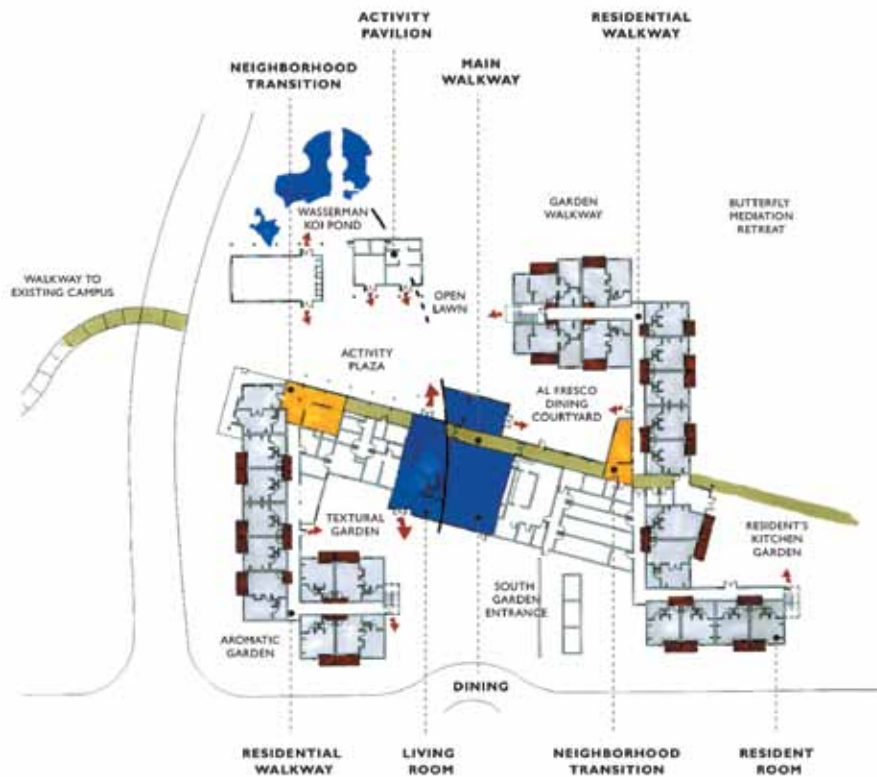 ACTIVITY
PAVILION
RESIDENTIAL
WALKWAY
NEIGHBORHOOD
TRANSITION
MAIN
WALKWAY
WASSERMAN
KOI POND
GARDEN
WALKWAY
BUTTERFLY
MEDIATION
RETREAT
WALKWAY TO
EXISTING CAMPUS
OPEN
LAWN
ACTIVITY
PLAZA
AL FRESCO
DINING
COURTYARD
TEXTURAL
GARDEN
RESIDENT'S
KITCHEN
GARDEN
SOUTH
GARDEN
ENTRANCE
AROMATIC
GARDEN
DINING
RESIDENTIAL
WALKWAY
LIVING
ROOM
NEIGHBORHOOD
TRANSITION
RESIDENT
ROOM